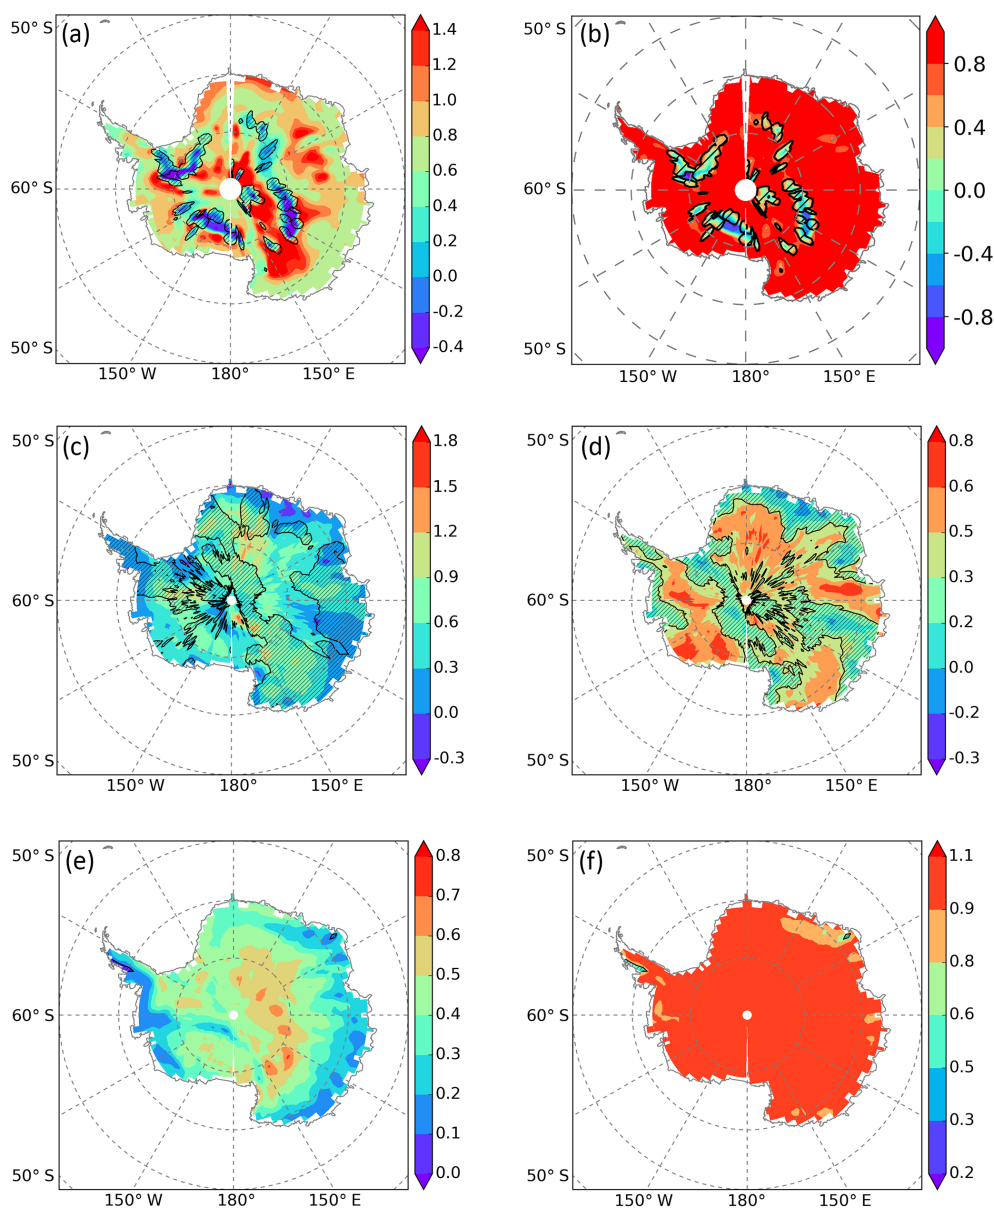 (a)
50° S
60° S
50° S
150° W
180°
150° E
1.4
1.2
1.0
0.8
0.6
0.4
0.2
0.0
-0.2
-0.4
(b)
50° S
60° S
50° S
150° W
180°
150° E
0.8
0.4
0.0
-0.4
-0.8
(c)
50° S
60° S
50° S
150° W
180°
150° E
1.8
1.5
1.2
0.9
0.6
0.3
0.0
-0.3
(d)
50° S
60° S
50° S
150° W
180°
150° E
0.8
0.6
0.5
0.3
0.2
0.0
-0.2
-0.3
(e)
50° S
60° S
50° S
150° W
180°
150° E
0.8
0.7
0.6
0.5
0.4
0.3
0.2
0.1
0.0
(f)
50° S
60° S
50° S
150° W
180°
150° E
1.1
0.9
0.8
0.6
0.5
0.3
0.2